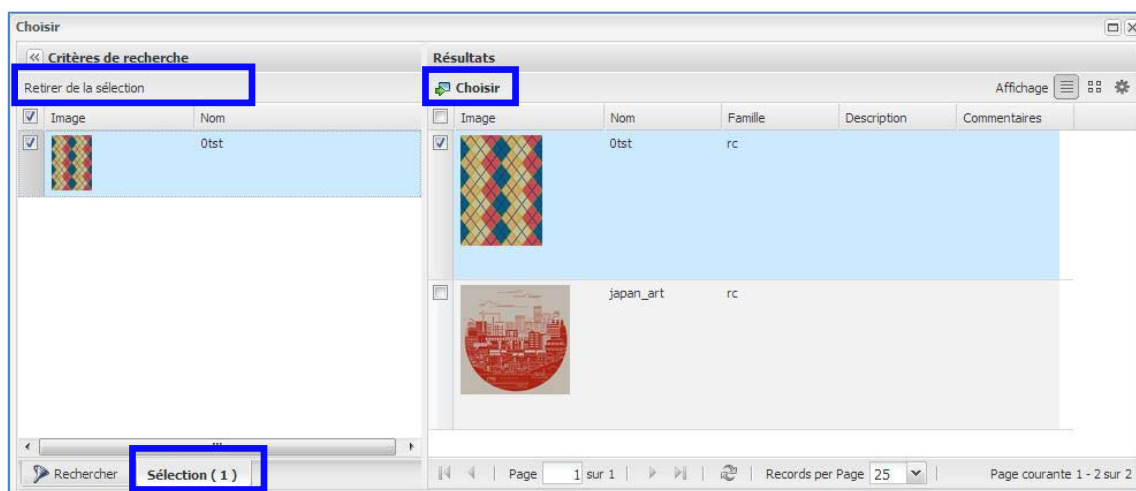 Choisir
Critères de recherche
Retirer de la sélection
Image Nom
0tst
Rechercher Sélection ( 1 )
Résultats
Choisir Affichage
Image Nom Famille Description Commentaires
0tst rc
japan_art rc
Page 1 sur 1 Records per Page 25 Page courante 1 - 2 sur 2